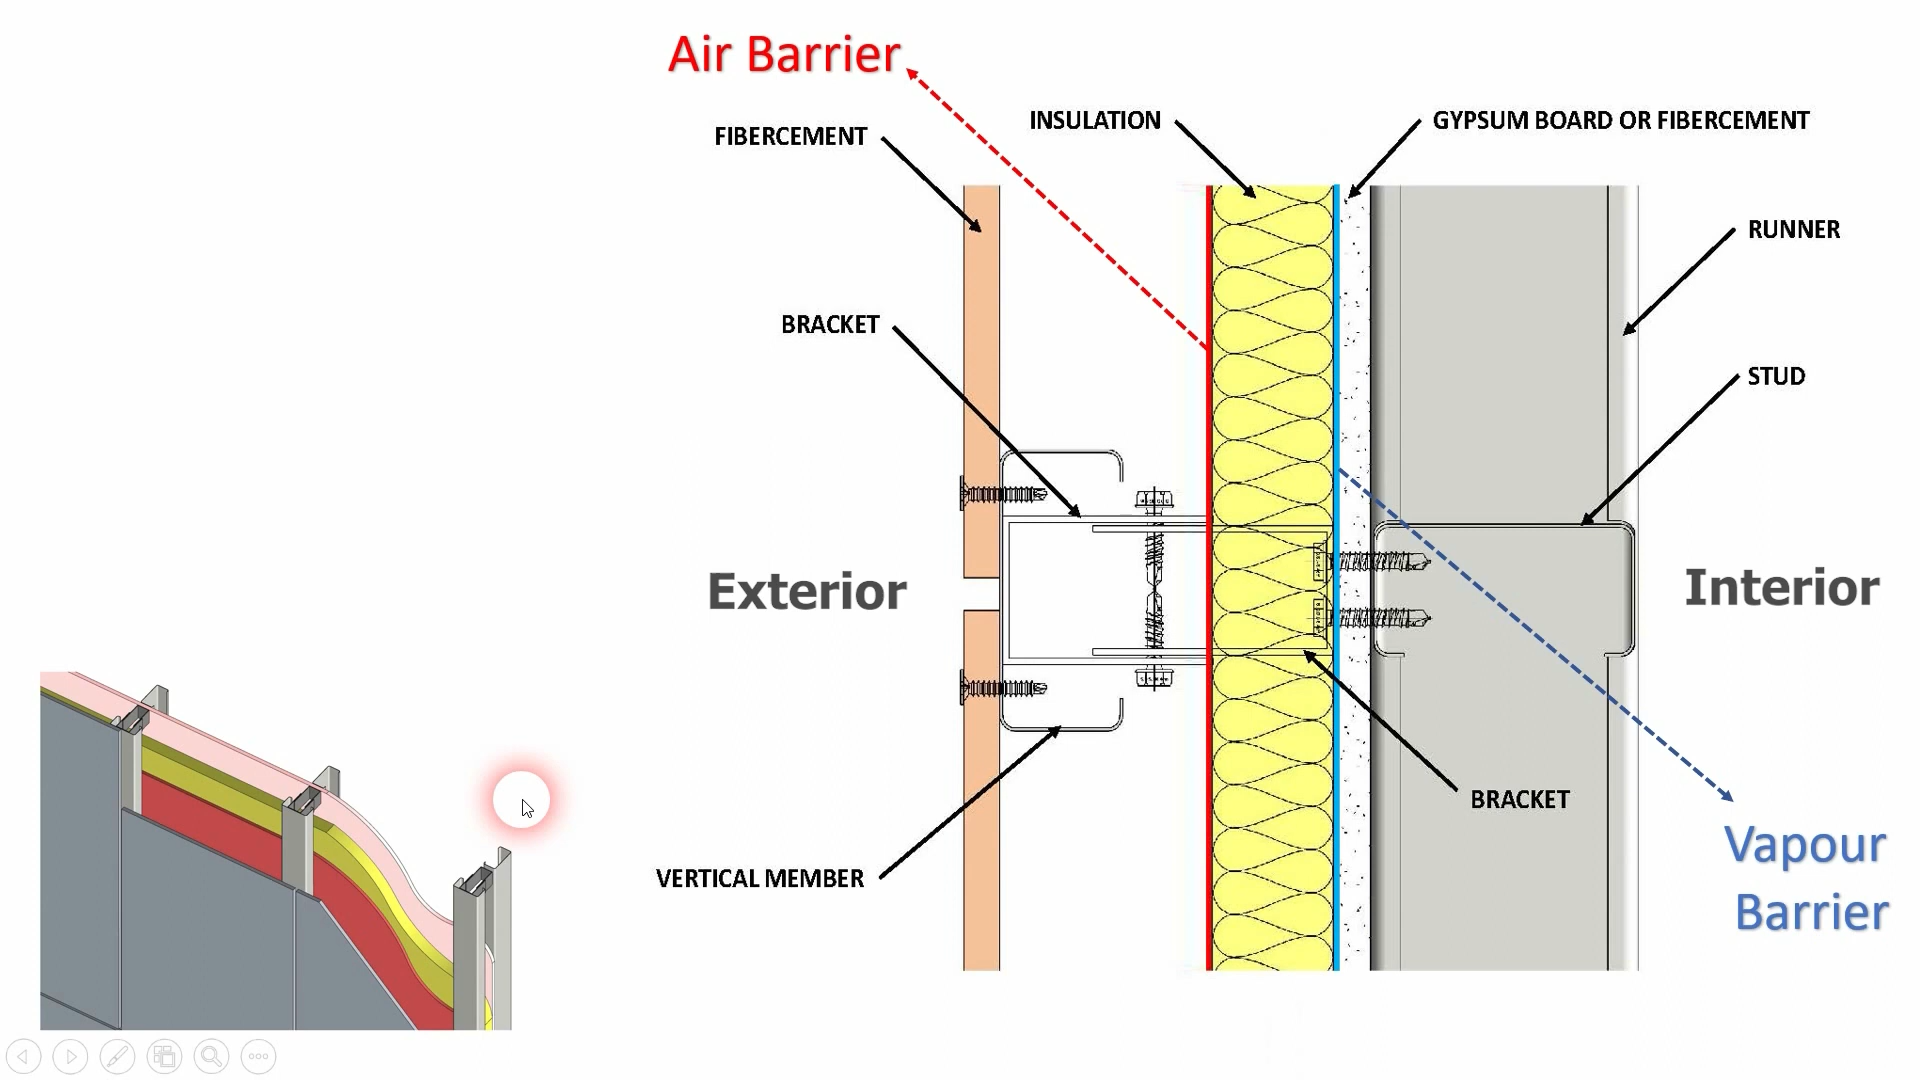 Air Barrier
FIBERCEMENT
INSULATION
GYPSUM BOARD OR FIBERCEMENT
RUNNER
BRACKET
STUD
Exterior
Interior
BRACKET
VERTICAL MEMBER
Vapour
Barrier